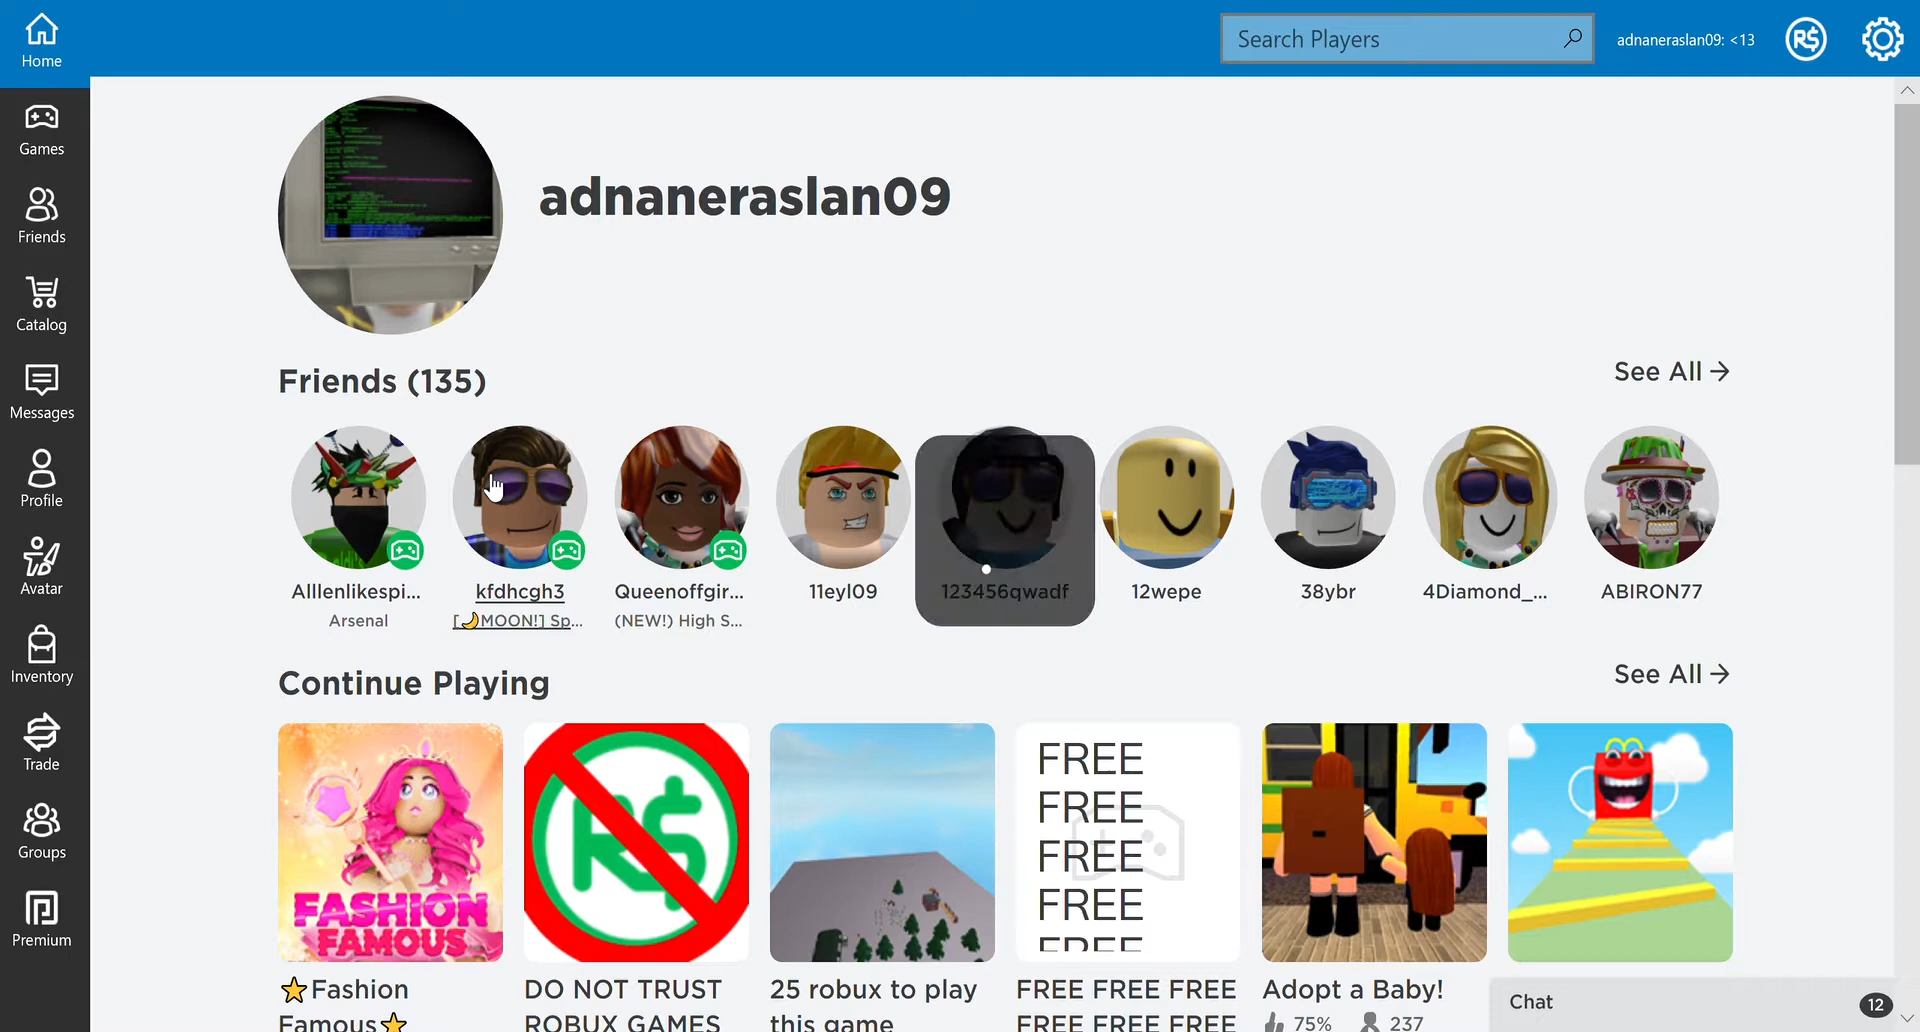 Home
Search Players
adnaneraslan09: <13
R$
Games
Friends
Catalog
Messages
Profile
Avatar
Inventory
Trade
Groups
Premium
adnaneraslan09
Friends (135)
See All →
Alllenlikespi...
kfdhcgh3
Queenoffgir...
11eyl09
123456qwadf
12wepe
38ybr
4Diamond_...
ABIRON77
Arsenal
[🌙MOON!] Sp...
(NEW!) High S...
Continue Playing
See All →
FASHION
FAMOUS
R$
FREE
FREE
FREE
FREE
FREE
⭐Fashion
Famous⭐
DO NOT TRUST
ROBUX GAMES
25 robux to play
this game
FREE FREE FREE
FREE FREE FREE
Adopt a Baby!
75% 237
Chat
12